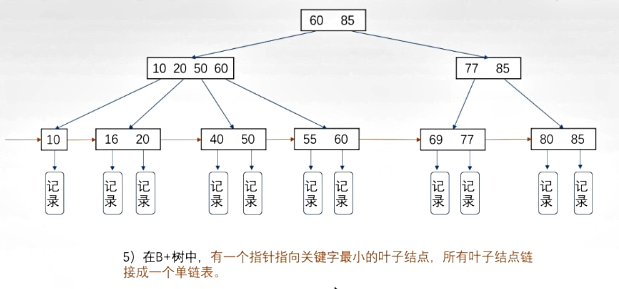 60 85
10 20 50 60 77 85
10 16 20 40 50 55 60 69 77 80 85
记录 记录 记录 记录 记录 记录 记录 记录 记录 记录 记录
5）在B+树中，有一个指针指向关键字最小的叶子结点，所有叶子结点链
接成一个单链表。